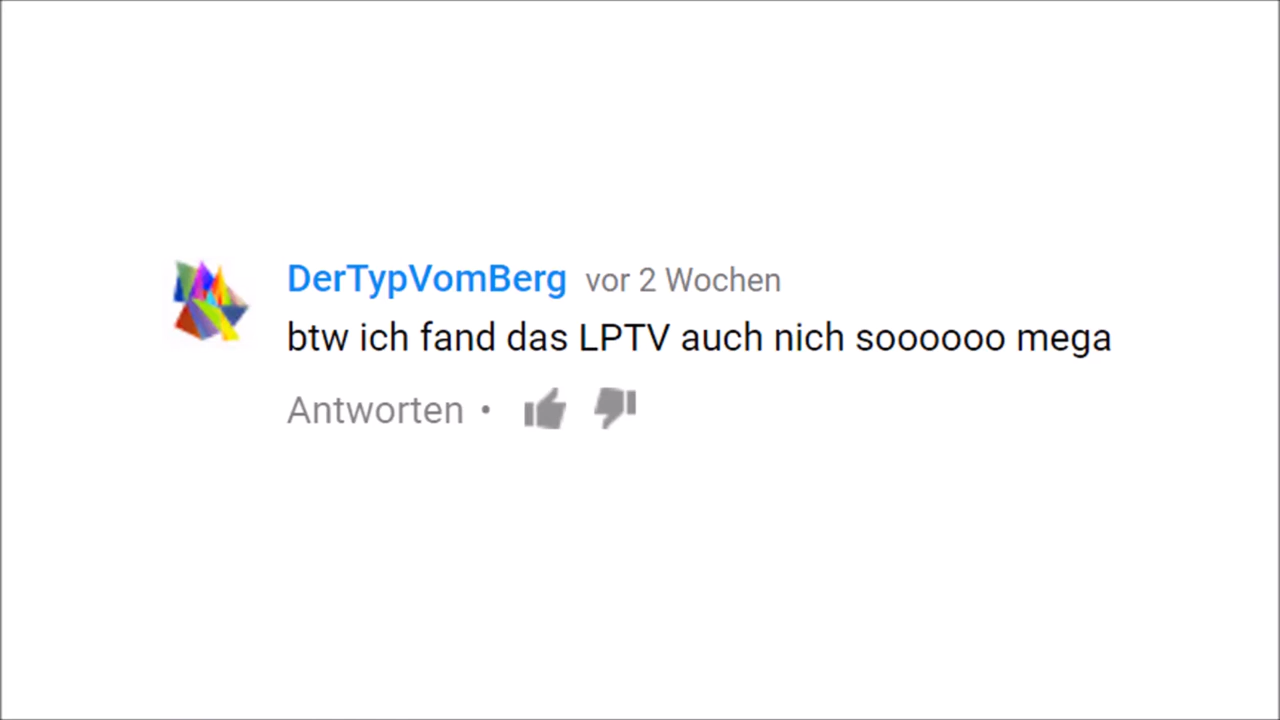 DerTypVomBerg vor 2 Wochen
btw ich fand das LPTV auch nich soooooo mega
Antworten •